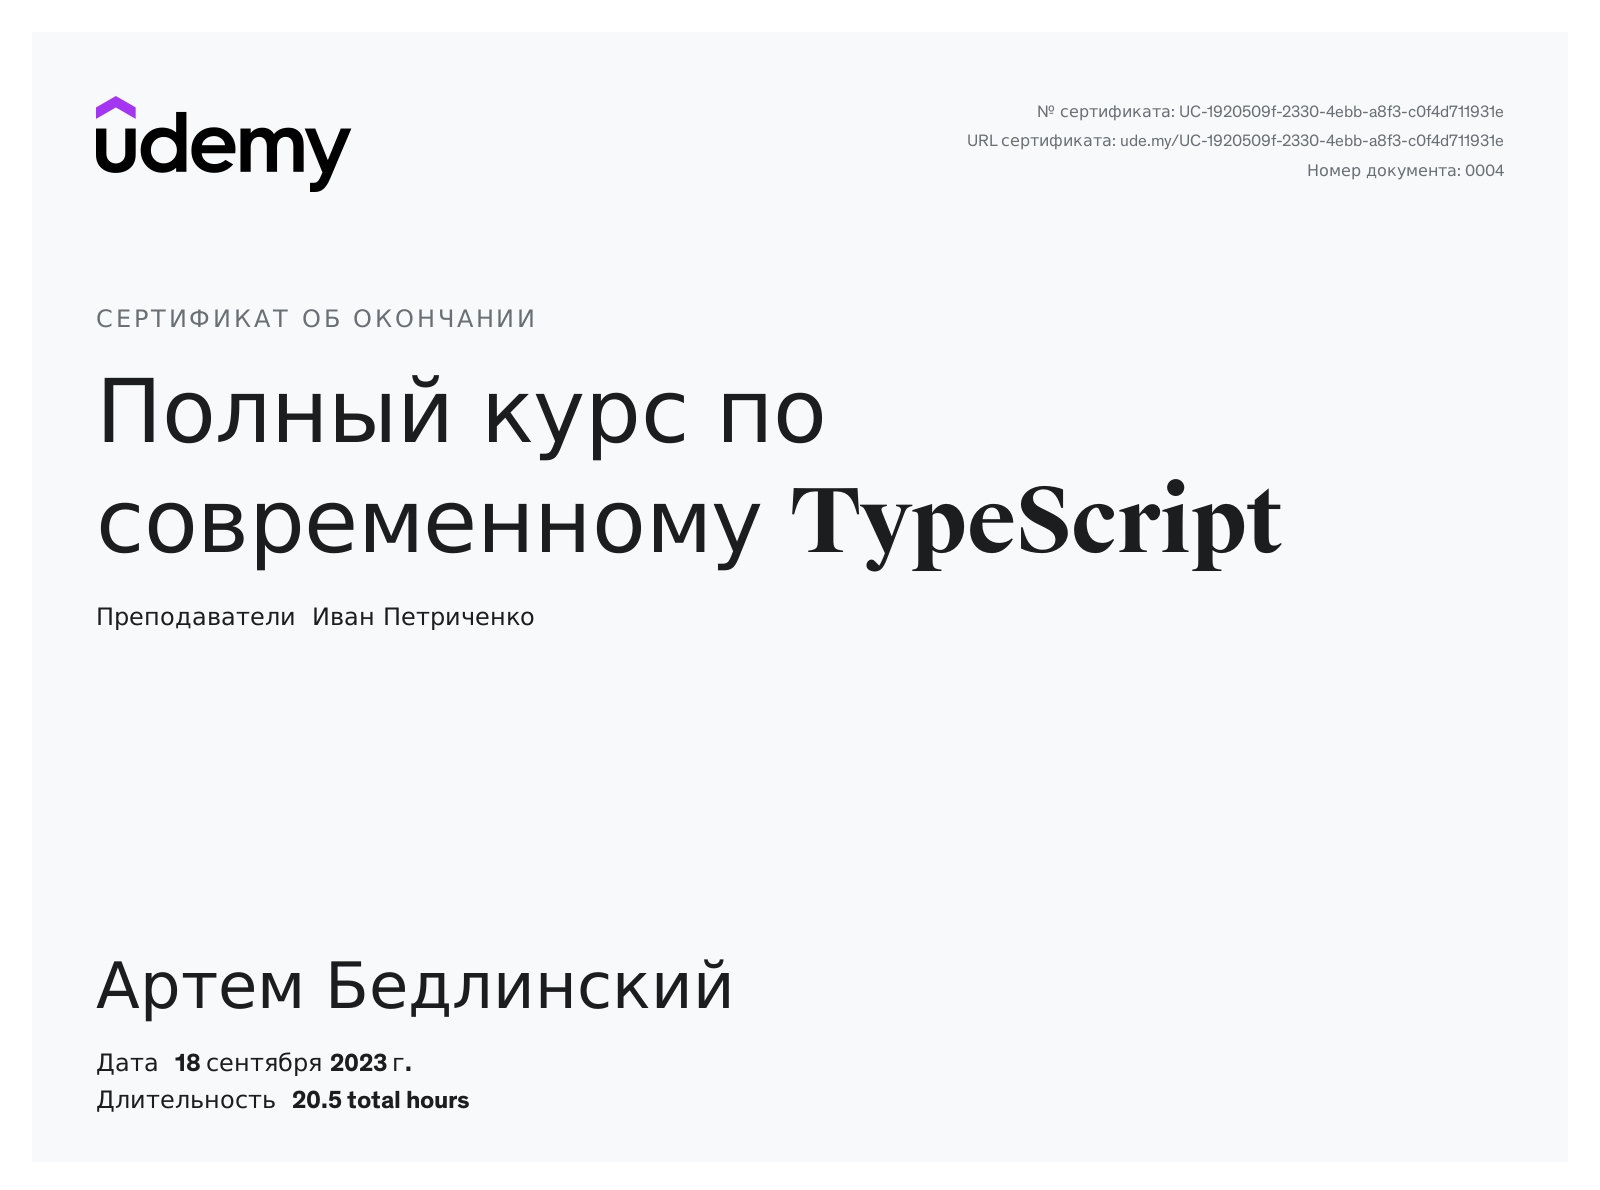 udemy
№ сертификата: UC-1920509f-2330-4ebb-a8f3-c0f4d711931e
URL сертификата: ude.my/UC-1920509f-2330-4ebb-a8f3-c0f4d711931e
Номер документа: 0004
СЕРТИФИКАТ ОБ ОКОНЧАНИИ
Полный курс по
современному TypeScript
Преподаватели Иван Петриченко
Артем Бедлинский
Дата 18 сентября 2023 г.
Длительность 20.5 total hours